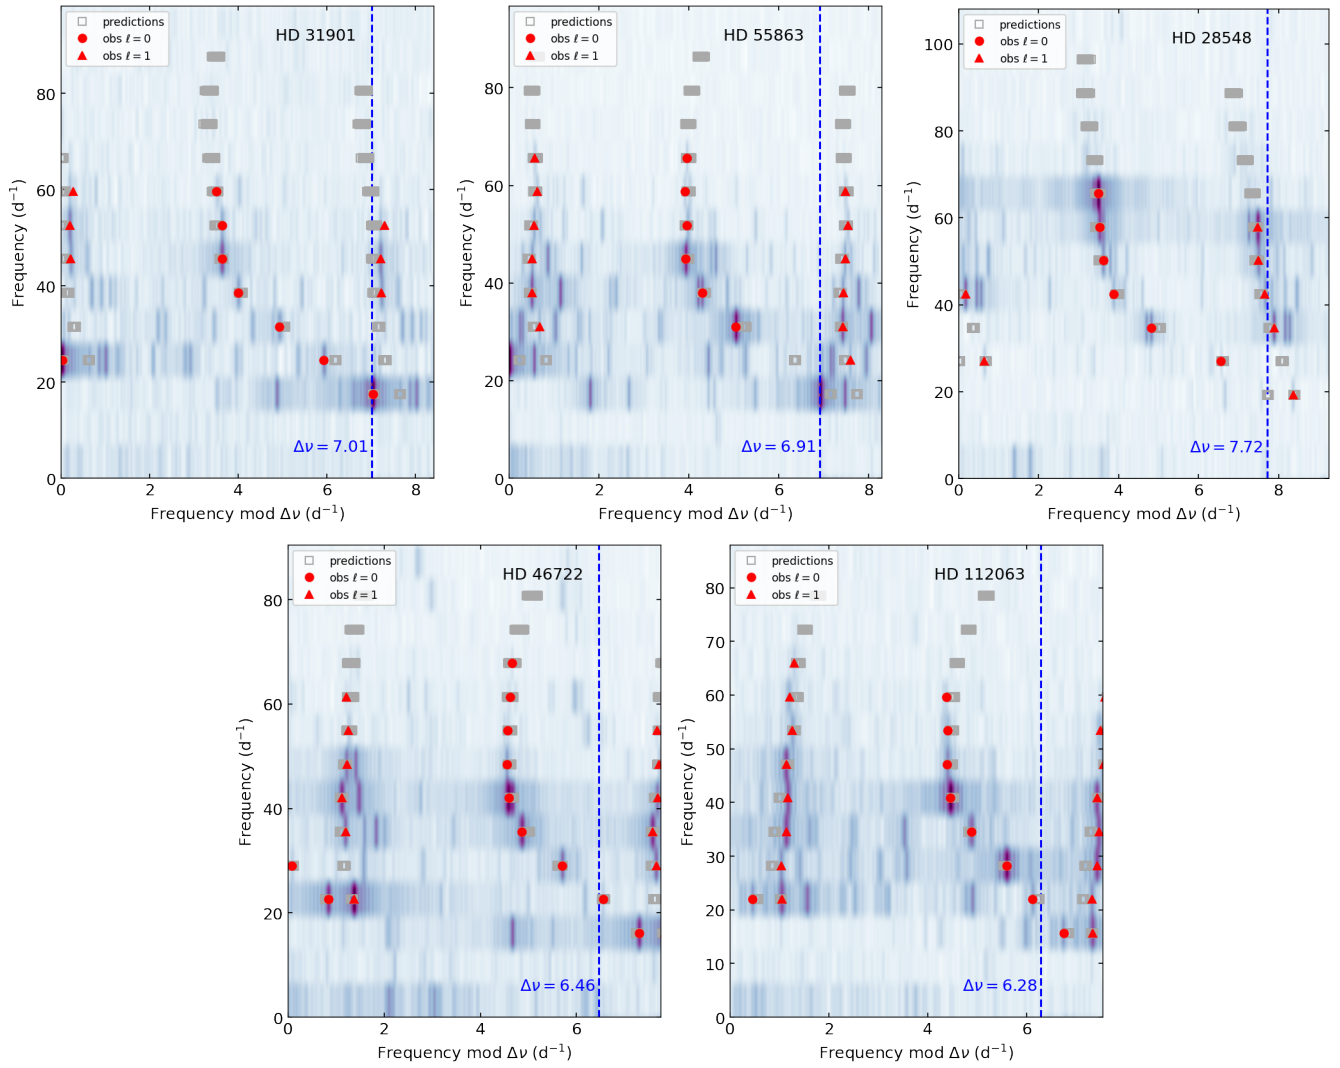 predictions
obs ℓ = 0
obs ℓ = 1
HD 31901
Δν = 7.01
80
60
40
20
0
0 2 4 6 8
Frequency (d⁻¹)
Frequency mod Δν (d⁻¹)
predictions
obs ℓ = 0
obs ℓ = 1
HD 55863
Δν = 6.91
80
60
40
20
0
0 2 4 6 8
Frequency (d⁻¹)
Frequency mod Δν (d⁻¹)
predictions
obs ℓ = 0
obs ℓ = 1
HD 28548
Δν = 7.72
100
80
60
40
20
0
0 2 4 6 8
Frequency (d⁻¹)
Frequency mod Δν (d⁻¹)
predictions
obs ℓ = 0
obs ℓ = 1
HD 46722
Δν = 6.46
80
60
40
20
0
0 2 4 6
Frequency (d⁻¹)
Frequency mod Δν (d⁻¹)
predictions
obs ℓ = 0
obs ℓ = 1
HD 112063
Δν = 6.28
80
70
60
50
40
30
20
10
0
0 2 4 6
Frequency (d⁻¹)
Frequency mod Δν (d⁻¹)